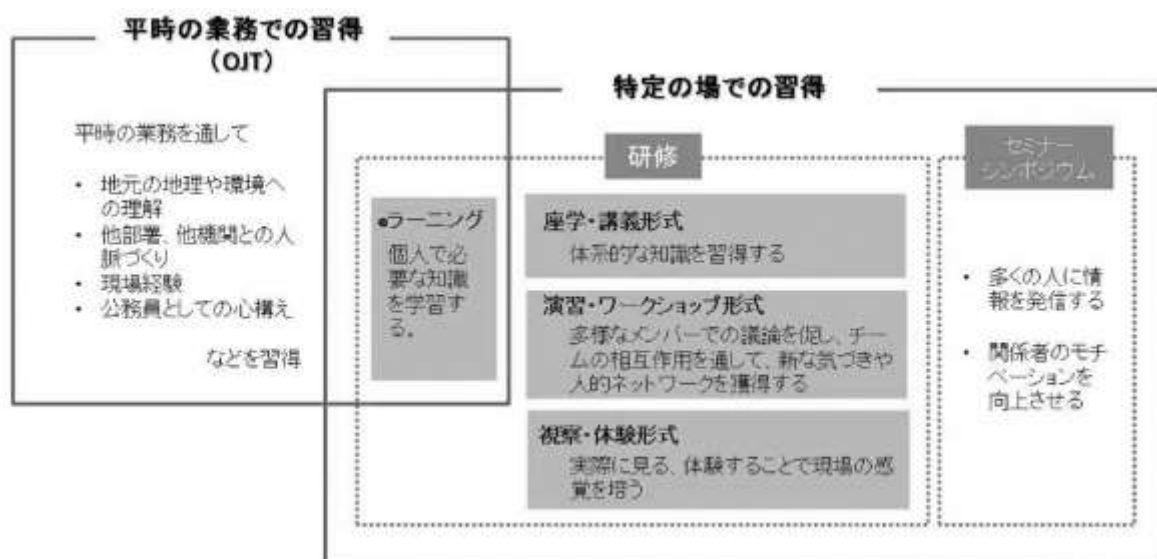 平時の業務での習得
(OJT)
特定の場での習得
平時の業務を通して
• 地元の地理や環境へ
の理解
• 他部署、他機関との人
脈づくり
• 現場経験
• 公務員としての心構え
などを習得
研修
eラーニング
個人で必
要な知識
を学習す
る。
座学・講義形式
体系的な知識を習得する
演習・ワークショップ形式
多様なメンバーでの議論を促し、チー
ムの相互作用を通して、新な気づきや
人的ネットワークを獲得する
視察・体験形式
実際に見る、体験することで現場の感
覚を培う
セミナー
シンポジウム
• 多くの人に情
報を発信する
• 関係者のモチ
ベーションを
向上させる